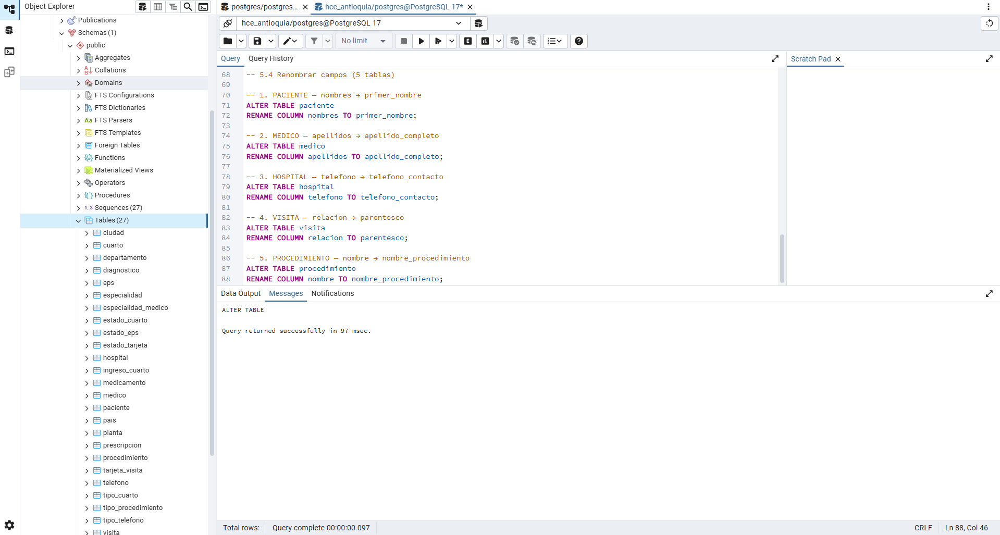 Object Explorer
Publications
Schemas (1)
public
Aggregates
Collations
Domains
FTS Configurations
FTS Dictionaries
Aa FTS Parsers
FTS Templates
Foreign Tables
Functions
Materialized Views
Operators
Procedures
1..3 Sequences (27)
Tables (27)
ciudad
cuarto
departamento
diagnostico
eps
especialidad
especialidad_medico
estado_cuarto
estado_eps
estado_tarjeta
hospital
ingreso_cuarto
medicamento
medico
paciente
pais
planta
prescripcion
procedimiento
tarjeta_visita
telefono
tipo_cuarto
tipo_procedimiento
tipo_telefono
visita
postgres/postgres...
hce_antioquia/postgres@PostgreSQL 17*
hce_antioquia/postgres@PostgreSQL 17
No limit
E
Query
Query History
Scratch Pad
68 -- 5.4 Renombrar campos (5 tablas)
69
70 -- 1. PACIENTE – nombres → primer_nombre
71 ALTER TABLE paciente
72 RENAME COLUMN nombres TO primer_nombre;
73
74 -- 2. MEDICO – apellidos → apellido_completo
75 ALTER TABLE medico
76 RENAME COLUMN apellidos TO apellido_completo;
77
78 -- 3. HOSPITAL – telefono → telefono_contacto
79 ALTER TABLE hospital
80 RENAME COLUMN telefono TO telefono_contacto;
81
82 -- 4. VISITA – relacion → parentesco
83 ALTER TABLE visita
84 RENAME COLUMN relacion TO parentesco;
85
86 -- 5. PROCEDIMIENTO – nombre → nombre_procedimiento
87 ALTER TABLE procedimiento
88 RENAME COLUMN nombre TO nombre_procedimiento;
Data Output
Messages
Notifications
ALTER TABLE
Query returned successfully in 97 msec.
Total rows:
Query complete 00:00:00.097
CRLF
Ln 88, Col 46